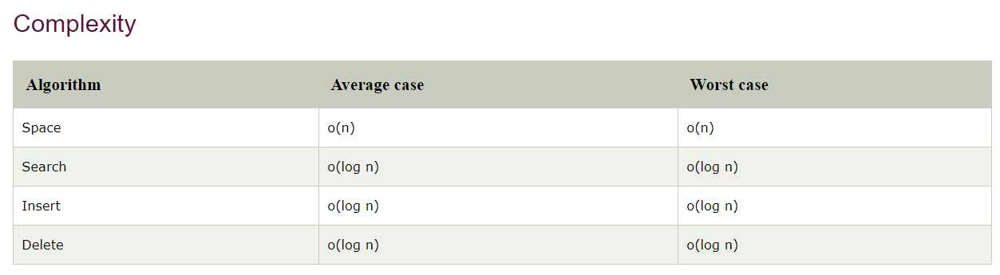 Complexity
Algorithm Average case Worst case
Space o(n) o(n)
Search o(log n) o(log n)
Insert o(log n) o(log n)
Delete o(log n) o(log n)